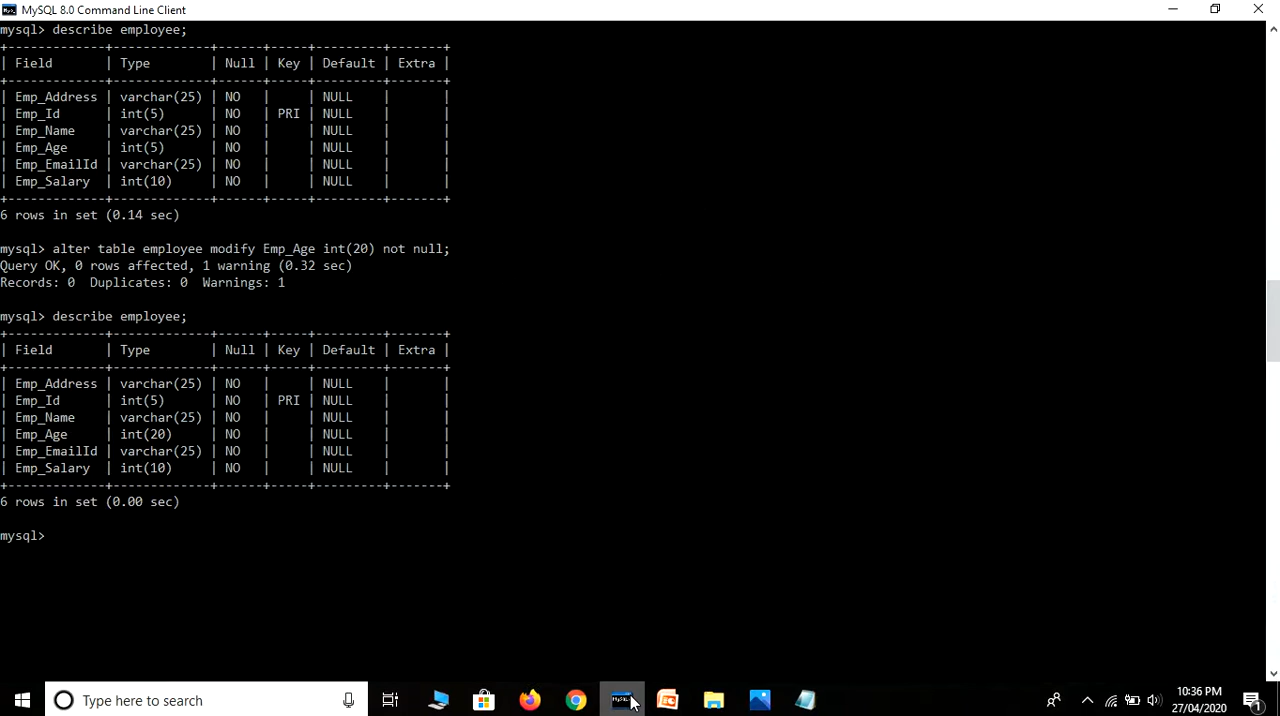 MySQL 8.0 Command Line Client
mysql> describe employee;
+-------------+-------------+------+-----+---------+-------+
| Field       | Type        | Null | Key | Default | Extra |
+-------------+-------------+------+-----+---------+-------+
| Emp_Address | varchar(25) | NO   |     | NULL    |       |
| Emp_Id      | int(5)      | NO   | PRI | NULL    |       |
| Emp_Name    | varchar(25) | NO   |     | NULL    |       |
| Emp_Age     | int(5)      | NO   |     | NULL    |       |
| Emp_EmailId | varchar(25) | NO   |     | NULL    |       |
| Emp_Salary  | int(10)     | NO   |     | NULL    |       |
+-------------+-------------+------+-----+---------+-------+
6 rows in set (0.14 sec)
mysql> alter table employee modify Emp_Age int(20) not null;
Query OK, 0 rows affected, 1 warning (0.32 sec)
Records: 0  Duplicates: 0  Warnings: 1
mysql> describe employee;
+-------------+-------------+------+-----+---------+-------+
| Field       | Type        | Null | Key | Default | Extra |
+-------------+-------------+------+-----+---------+-------+
| Emp_Address | varchar(25) | NO   |     | NULL    |       |
| Emp_Id      | int(5)      | NO   | PRI | NULL    |       |
| Emp_Name    | varchar(25) | NO   |     | NULL    |       |
| Emp_Age     | int(20)     | NO   |     | NULL    |       |
| Emp_EmailId | varchar(25) | NO   |     | NULL    |       |
| Emp_Salary  | int(10)     | NO   |     | NULL    |       |
+-------------+-------------+------+-----+---------+-------+
6 rows in set (0.00 sec)
mysql>
Type here to search
10:36 PM
27/04/2020
1